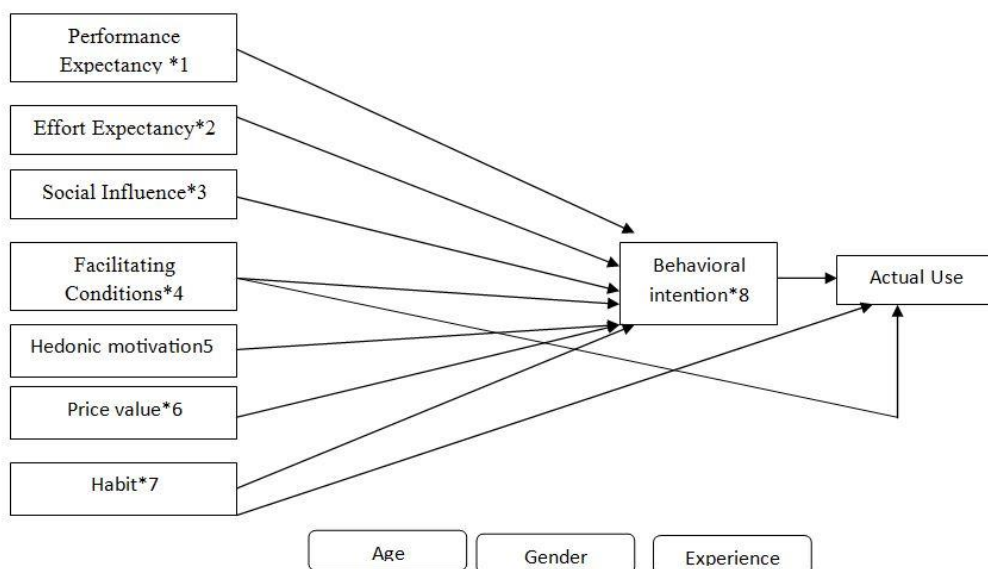 Performance
Expectancy *1
Effort Expectancy*2
Social Influence*3
Facilitating
Conditions*4
Hedonic motivation5
Price value*6
Habit*7
Behavioral
intention*8
Actual Use
Age
Gender
Experience